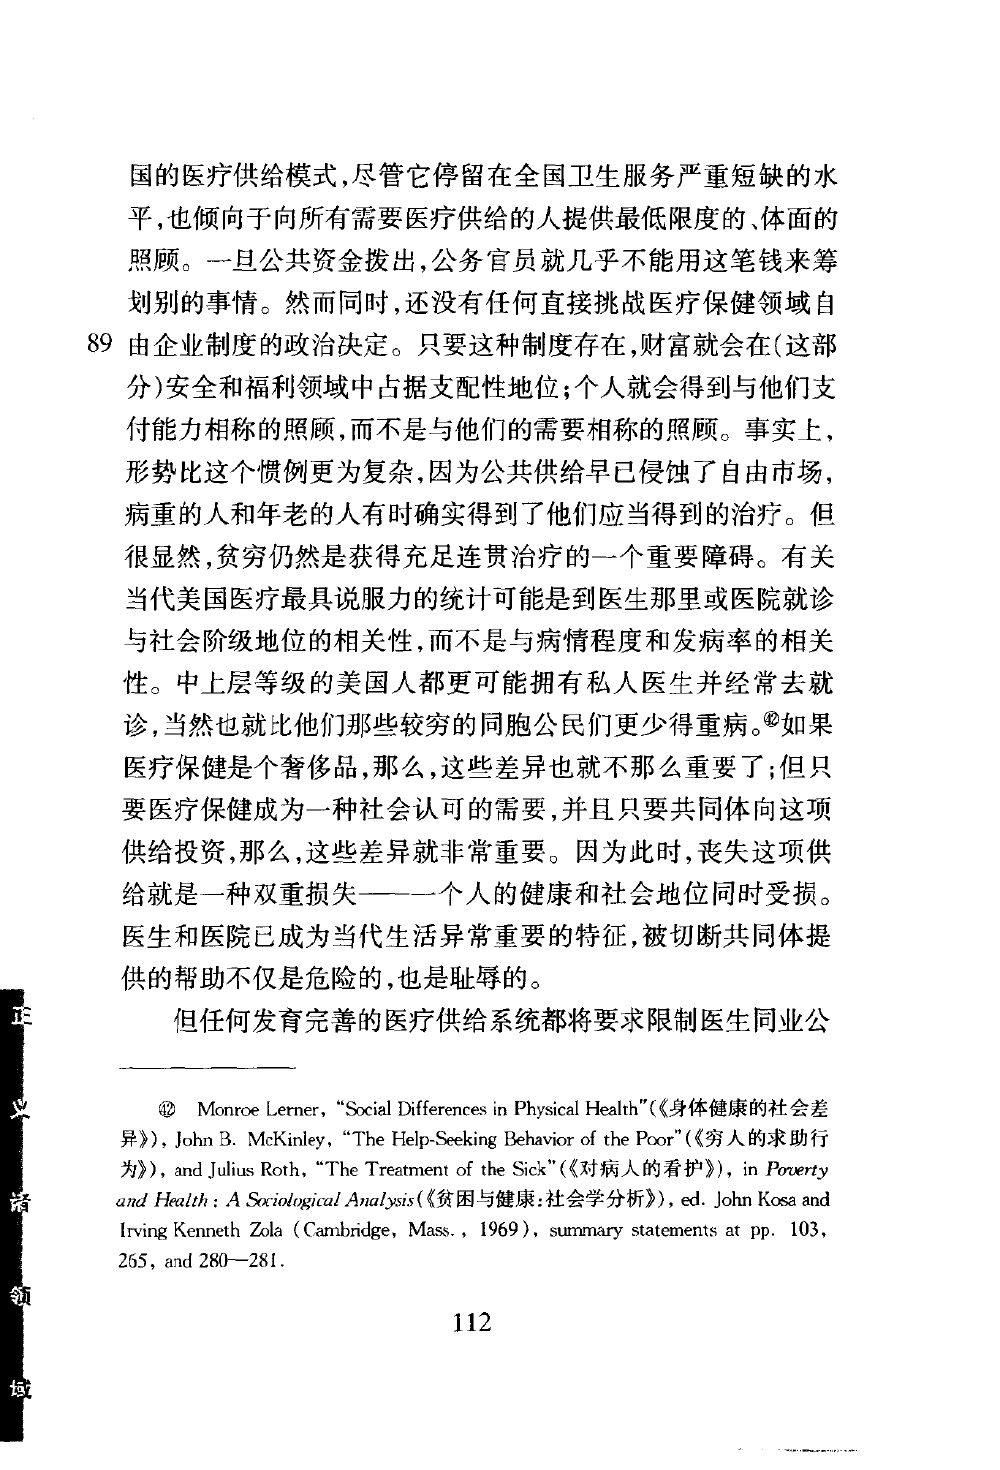 国的医疗供给模式,尽管它停留在全国卫生服务严重短缺的水
平,也倾向于向所有需要医疗供给的人提供最低限度的、体面的
照顾。一旦公共资金拨出,公务官员就几乎不能用这笔钱来筹
划别的事情。然而同时,还没有任何直接挑战医疗保健领域自
89 由企业制度的政治决定。只要这种制度存在,财富就会在(这部
分)安全和福利领域中占据支配性地位;个人就会得到与他们支
付能力相称的照顾,而不是与他们的需要相称的照顾。事实上,
形势比这个惯例更为复杂,因为公共供给早已侵蚀了自由市场,
病重的人和年老的人有时确实得到了他们应当得到的治疗。但
很显然,贫穷仍然是获得充足连贯治疗的一个重要障碍。有关
当代美国医疗最具说服力的统计可能是到医生那里或医院就诊
与社会阶级地位的相关性,而不是与病情程度和发病率的相关
性。中上层等级的美国人都更可能拥有私人医生并经常去就
诊,当然也就比他们那些较穷的同胞公民们更少得重病。㊷如果
医疗保健是个奢侈品,那么,这些差异也就不那么重要了;但只
要医疗保健成为一种社会认可的需要,并且只要共同体向这项
供给投资,那么,这些差异就非常重要。因为此时,丧失这项供
给就是一种双重损失——一个人的健康和社会地位同时受损。
医生和医院已成为当代生活异常重要的特征,被切断共同体提
供的帮助不仅是危险的,也是耻辱的。
但任何发育完善的医疗供给系统都将要求限制医生同业公
㊷ Monroe Lerner, “Social Differences in Physical Health”(《身体健康的社会差
异》), John B. McKinley, “The Help-Seeking Behavior of the Poor”(《穷人的求助行
为》), and Julius Roth, “The Treatment of the Sick”(《对病人的看护》), in Poverty
and Health: A Sociological Analysis(《贫困与健康:社会学分析》), ed. John Kosa and
Irving Kenneth Zola (Cambridge, Mass., 1969), summary statements at pp. 103,
265, and 280—281.
112
正
义
诸
领
域